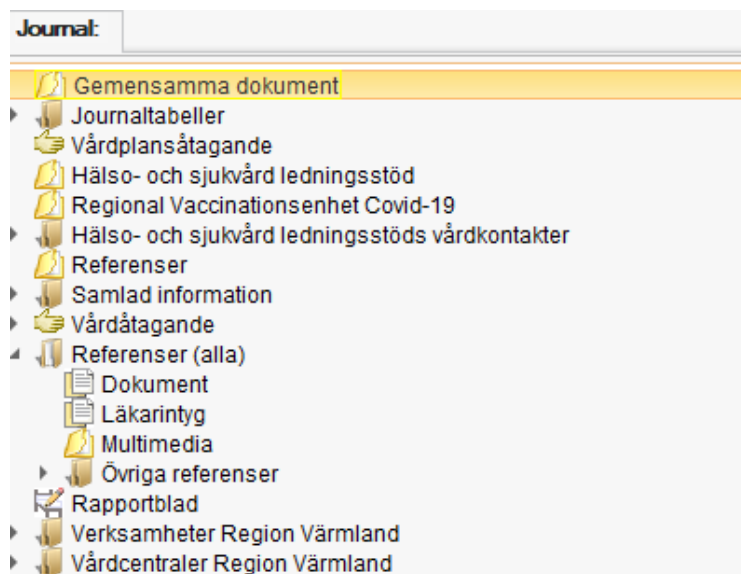 Journal:
Gemensamma dokument
Journaltabeller
Vårdplansåtagande
Hälso- och sjukvård ledningsstöd
Regional Vaccinationsenhet Covid-19
Hälso- och sjukvård ledningsstöds vårdkontakter
Referenser
Samlad information
Vårdåtagande
Referenser (alla)
Dokument
Läkarintyg
Multimedia
Övriga referenser
Rapportblad
Verksamheter Region Värmland
Vårdcentraler Region Värmland